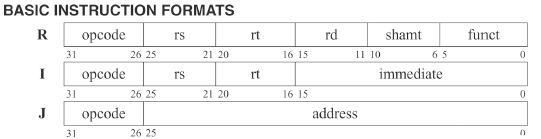 BASIC INSTRUCTION FORMATS
R opcode rs rt rd shamt funct
31 26 25 21 20 16 15 11 10 6 5 0
I opcode rs rt immediate
31 26 25 21 20 16 15 0
J opcode address
31 26 25 0